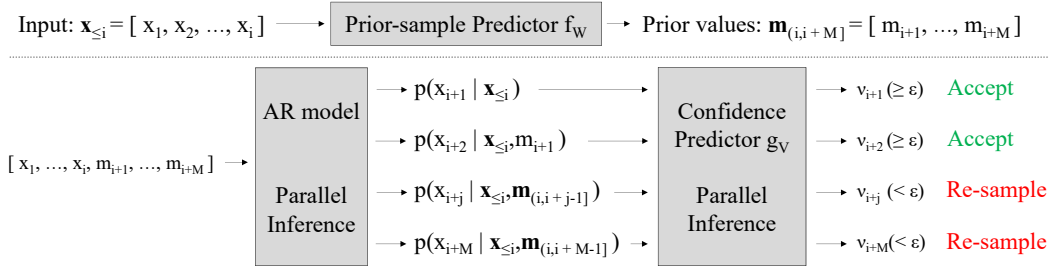 Input: x≤i = [ x1, x2, ..., xi ] Prior-sample Predictor fW Prior values: m(i,i + M] = [ mi+1, ..., mi+M]
AR model
Parallel
Inference
[ x1, ..., xi, mi+1, ..., mi+M ]
p(xi+1 | x≤i)
p(xi+2 | x≤i,mi+1)
p(xi+j | x≤i,m(i,i + j-1])
p(xi+M | x≤i,m(i,i + M-1])
Confidence
Predictor gV
Parallel
Inference
νi+1 (≥ ε) Accept
νi+2 (≥ ε) Accept
νi+j (< ε) Re-sample
νi+M(< ε) Re-sample